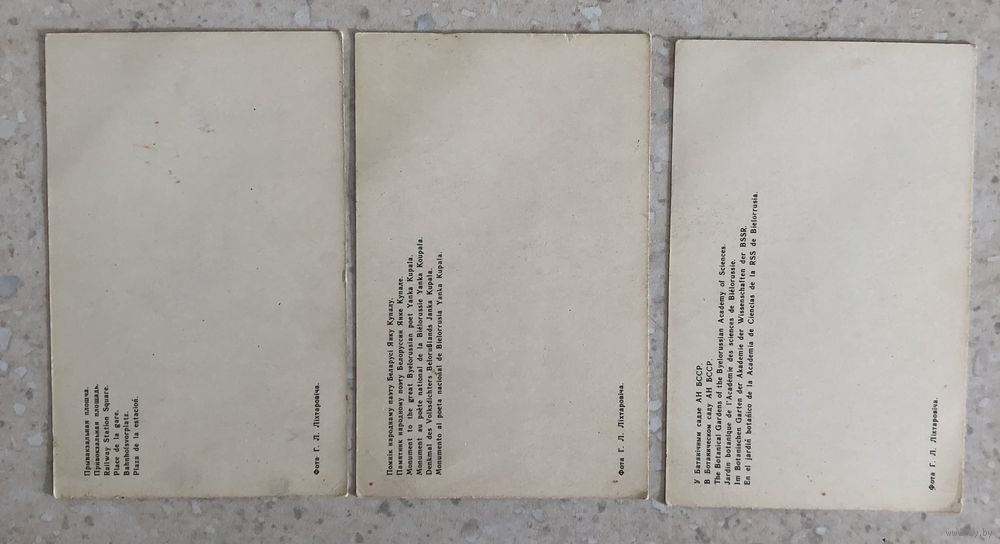 Прывакзальная плошча.
Привокзальная площадь.
Railway Station Square.
Place de la gare.
Bahnhofsvorplatz.
Plaza de la estación.
Фота Г. Л. Ліхтаровіча.
Помнік народнаму паэту Беларусі Янку Купалу.
Памятник народному поэту Белоруссии Янке Купале.
Monument to the great Byelorussian poet Yanka Kupala.
Monument au poète national de la Biélorussie Yanka Koupala.
Denkmal des Volksdichters Belorußlands Janka Kupala.
Monumento al poeta nacional de Bielorrusia Yanka Kupala.
Фота Г. Л. Ліхтаровіча.
У Батанічным садзе АН БССР.
В Ботаническом саду АН БССР.
The Botanical Gardens of the Byelorussian Academy of Sciences.
Jardin botanique de l'Académie des sciences de Biélorussie.
Im Botanischen Garten der Akademie der Wissenschaften der BSSR.
En el jardín botánico de la Academia de Ciencias de la RSS de Bielorrusia.
Фота Г. Л. Ліхтаровіча.